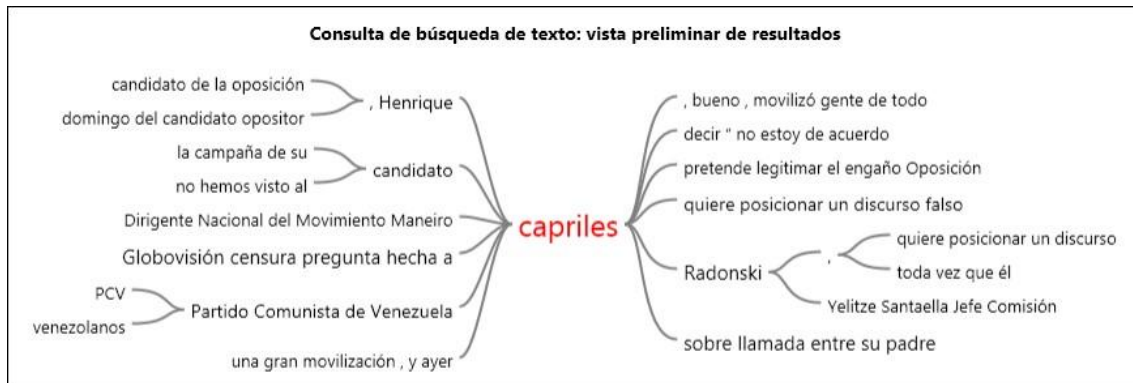 Consulta de búsqueda de texto: vista preliminar de resultados
candidato de la oposición
domingo del candidato opositor
, Henrique
la campaña de su
no hemos visto al
candidato
Dirigente Nacional del Movimiento Maneiro
Globovisión censura pregunta hecha a
PCV
venezolanos
Partido Comunista de Venezuela
una gran movilización , y ayer
capriles
, bueno , movilizó gente de todo
decir " no estoy de acuerdo
pretende legitimar el engaño Oposición
quiere posicionar un discurso falso
Radonski
,
quiere posicionar un discurso
toda vez que él
Yelitze Santaella Jefe Comisión
sobre llamada entre su padre